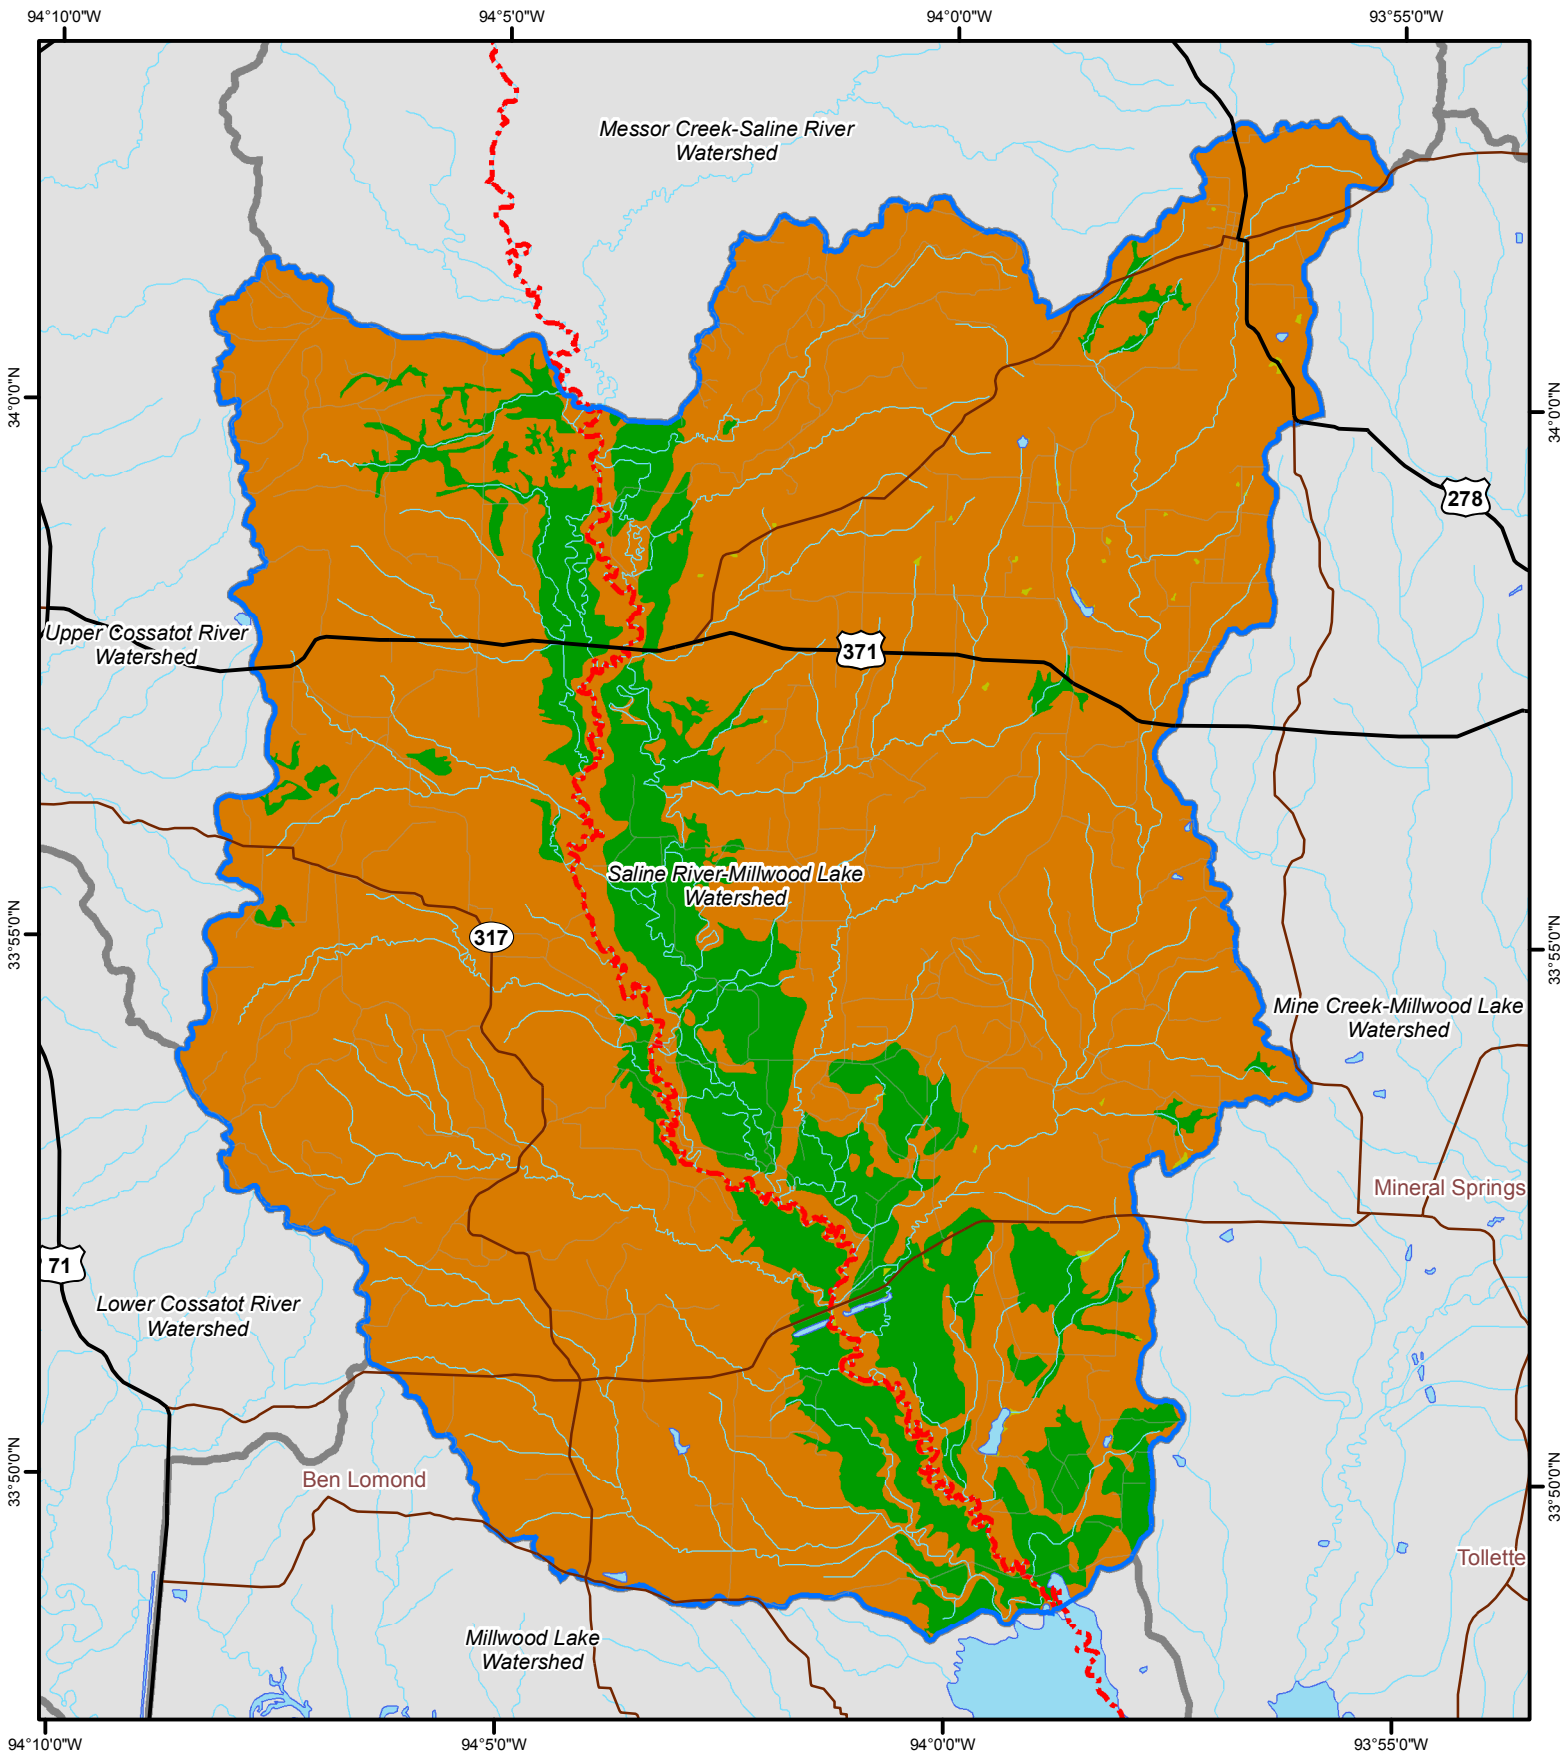 94°10'0"W
94°5'0"W
94°0'0"W
93°55'0"W
Messor Creek-Saline River
Watershed
34°0'0"N
34°0'0"N
278
Upper Cossatot River
Watershed
371
Saline River-Millwood Lake
Watershed
317
33°55'0"N
33°55'0"N
Mine Creek-Millwood Lake
Watershed
Mineral Springs
71
Lower Cossatot River
Watershed
Ben Lomond
33°50'0"N
33°50'0"N
Tollette
Millwood Lake
Watershed
94°10'0"W
94°5'0"W
94°0'0"W
93°55'0"W